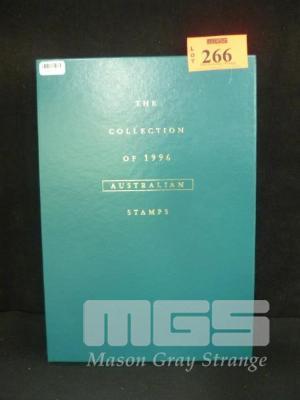 LOT 266
THE
COLLECTION
OF 1996
AUSTRALIAN
STAMPS
MGS
Mason Gray Strange